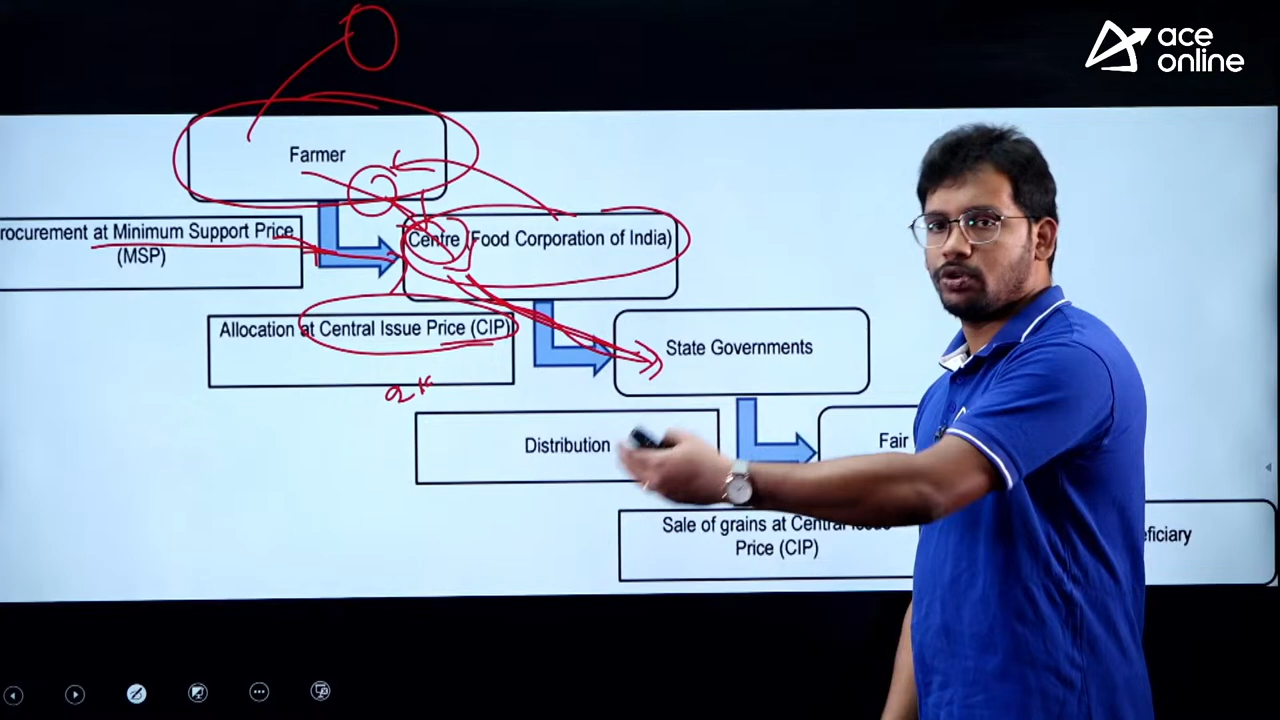 ace
online
Farmer
rocurement at Minimum Support Price
(MSP)
Centre (Food Corporation of India)
Allocation at Central Issue Price (CIP)
State Governments
Distribution
Fair
Sale of grains at Central Issue
Price (CIP)
eficiary